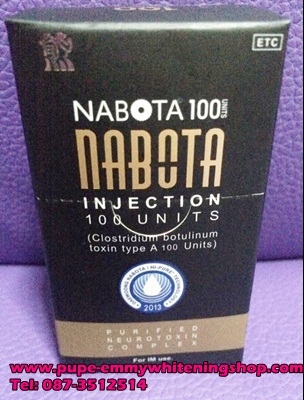 ETC
NABOTA 100 UNITS
NABOTA
INJECTION
100 UNITS
(Clostridium botulinum
toxin type A 100 Units)
2013
PURIFIED
NEUROTOXIN
COMPLEX
For IM use.
www.pupe-emmywhiteningshop.com
Tel: 087-3512514